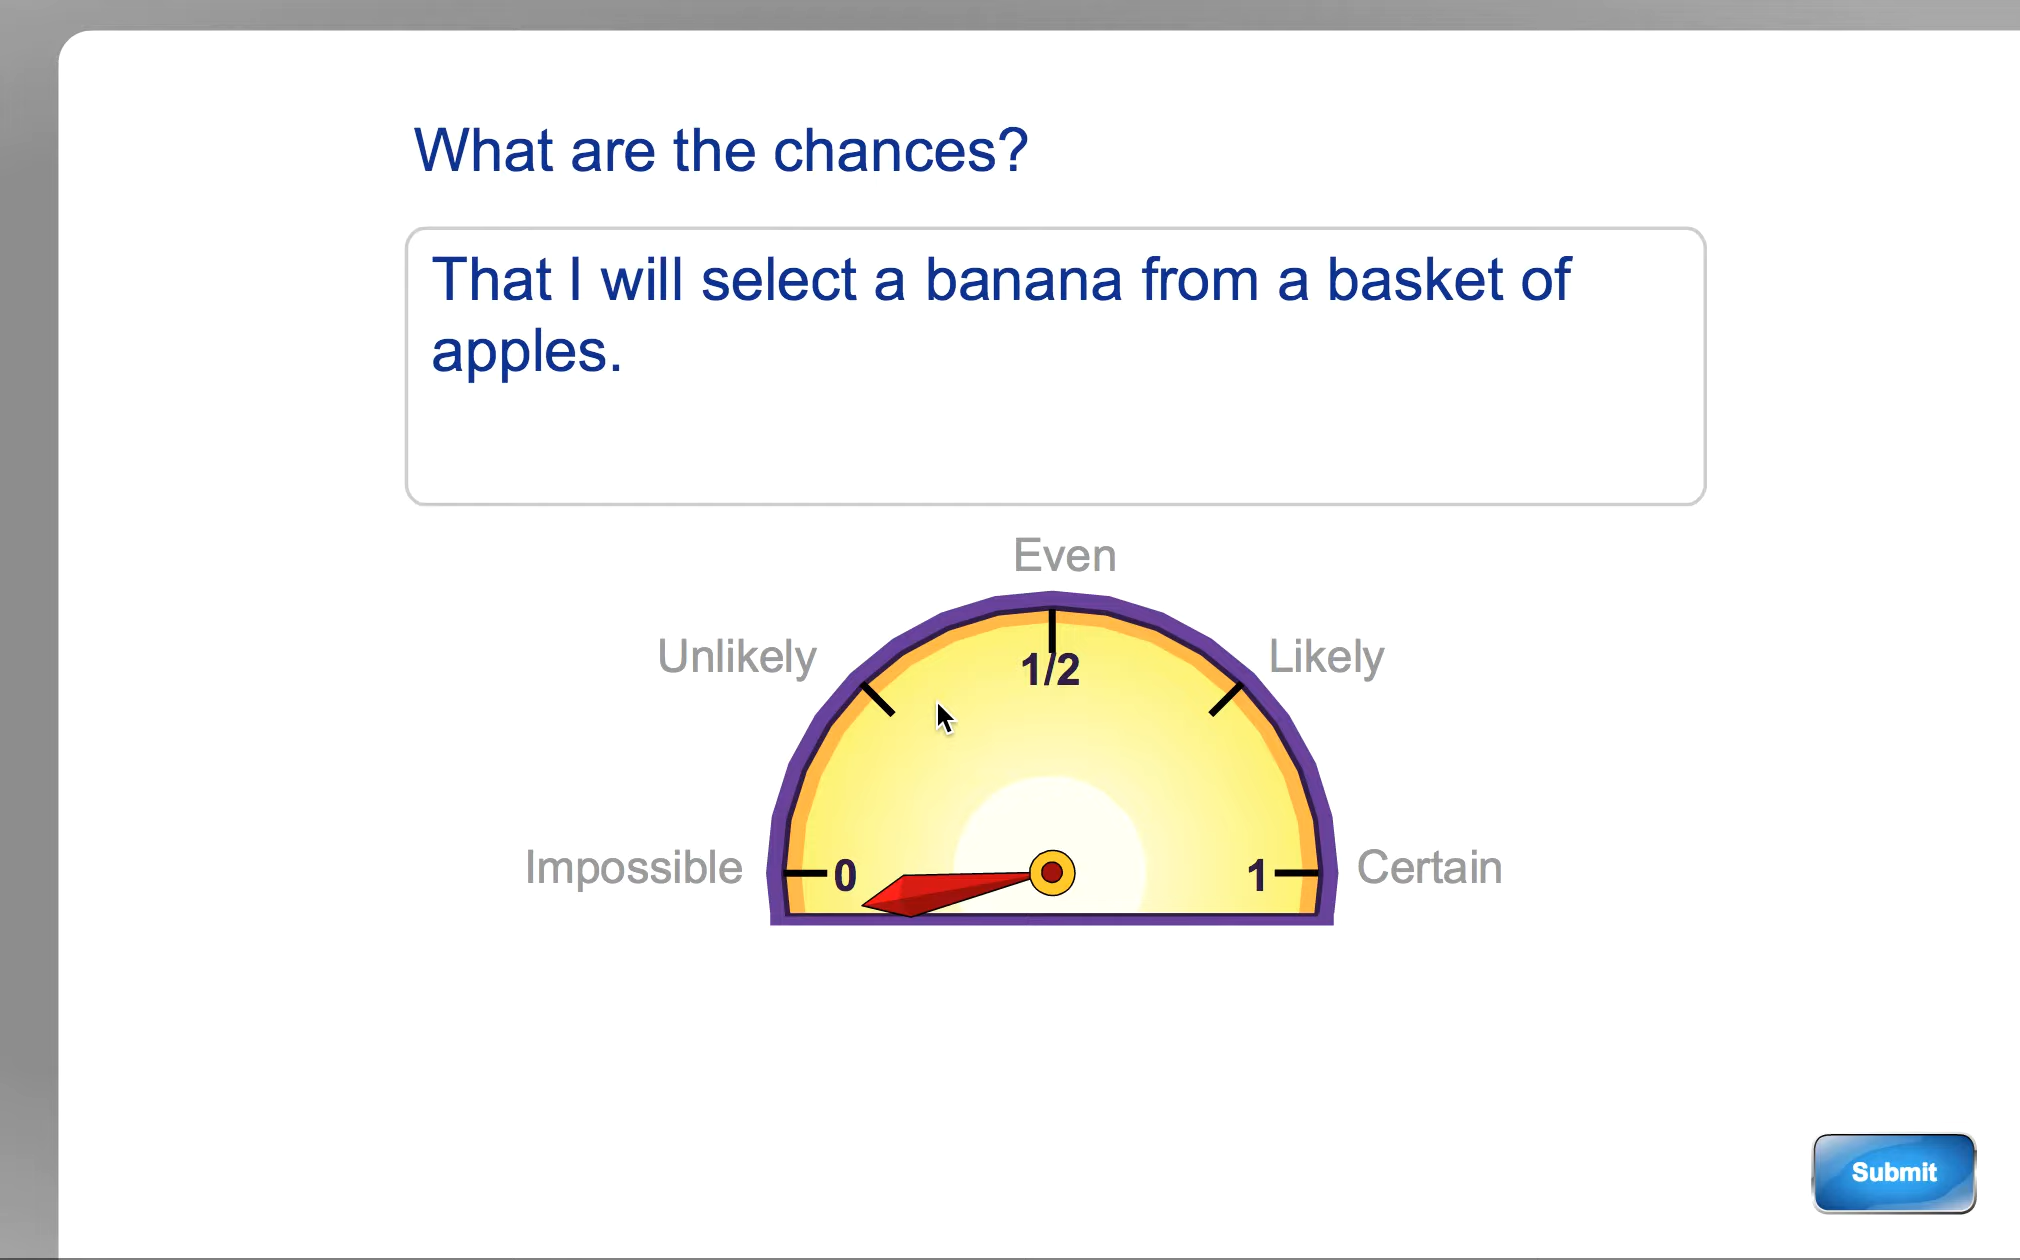 What are the chances?
That I will select a banana from a basket of
apples.
Even
Unlikely
Likely
1/2
Impossible
0
1
Certain
Submit